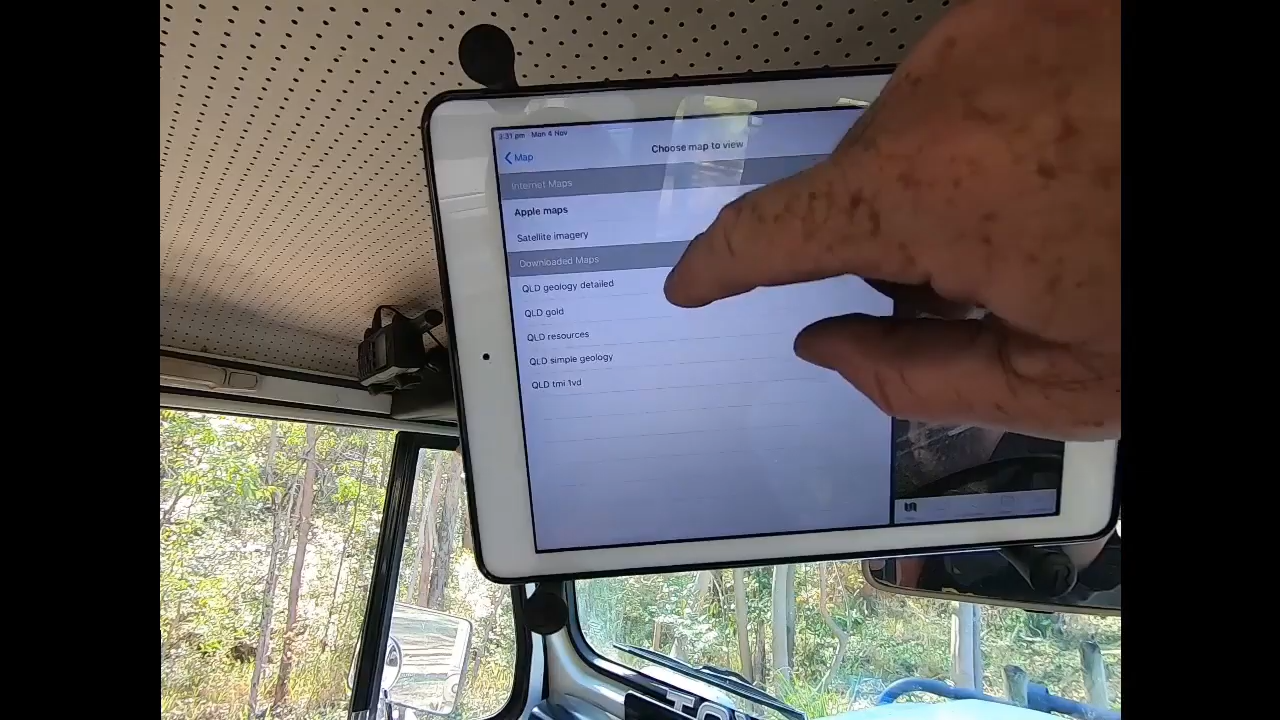 3:31 pm Mon 4 Nov
Map
Choose map to view
Internet Maps
Apple maps
Satellite imagery
Downloaded Maps
QLD geology detailed
QLD gold
QLD resources
QLD simple geology
QLD tmi 1vd